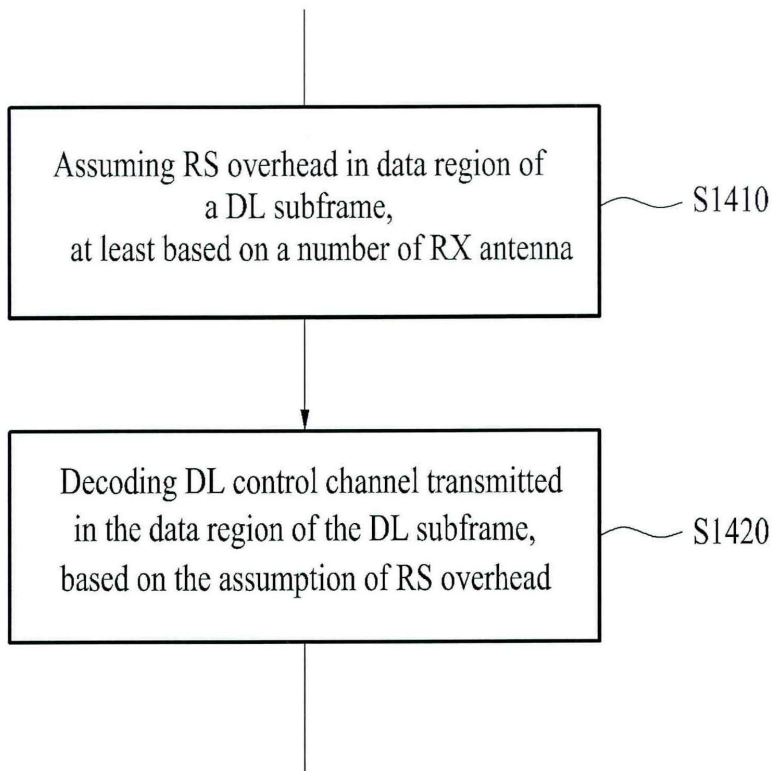 Assuming RS overhead in data region of
a DL subframe,
at least based on a number of RX antenna
S1410
Decoding DL control channel transmitted
in the data region of the DL subframe,
based on the assumption of RS overhead
S1420